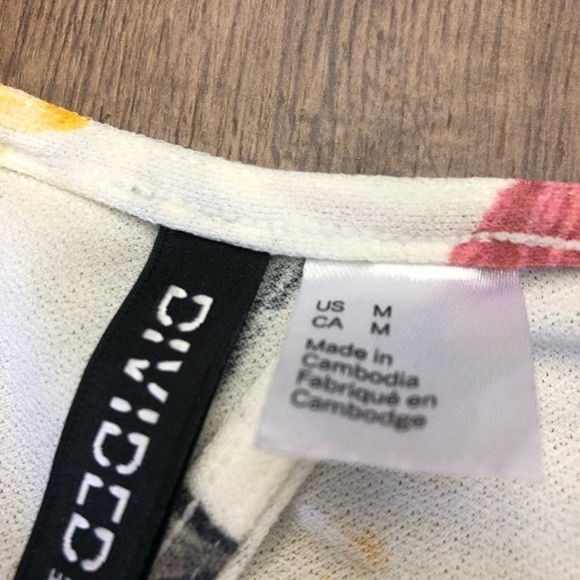 DIVIDED
US M
CA M
Made in
Cambodia
Fabriqué en
Cambodge